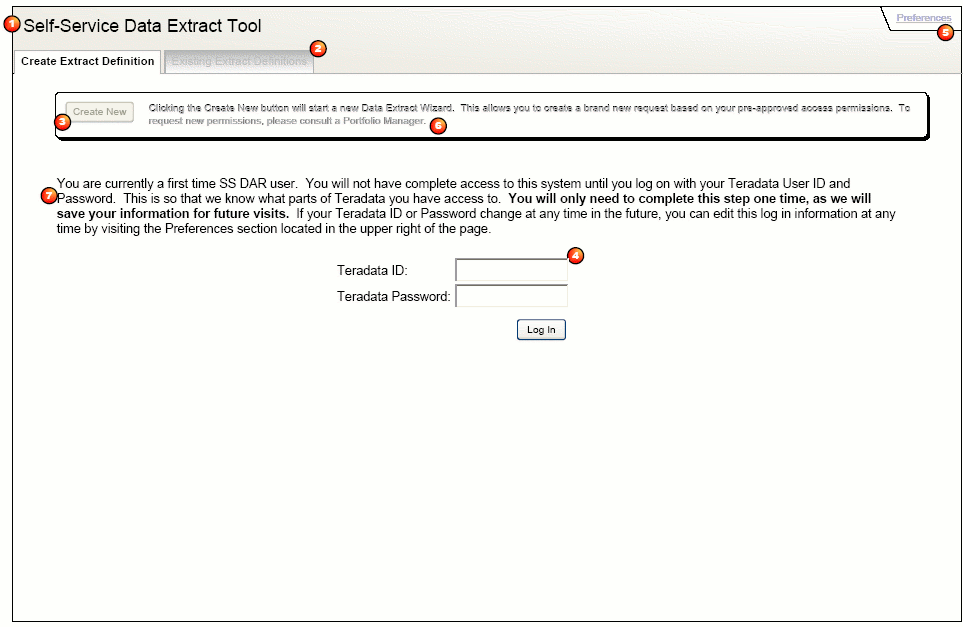 1 Self-Service Data Extract Tool
Preferences
5
Create Extract Definition
Existing Extract Definitions
2
Create New
3
Clicking the Create New button will start a new Data Extract Wizard. This allows you to create a brand new request based on your pre-approved access permissions. To
request new permissions, please consult a Portfolio Manager. 6
7
You are currently a first time SS DAR user. You will not have complete access to this system until you log on with your Teradata User ID and
Password. This is so that we know what parts of Teradata you have access to. You will only need to complete this step one time, as we will
save your information for future visits. If your Teradata ID or Password change at any time in the future, you can edit this log in information at any
time by visiting the Preferences section located in the upper right of the page.
4
Teradata ID:
Teradata Password:
Log In